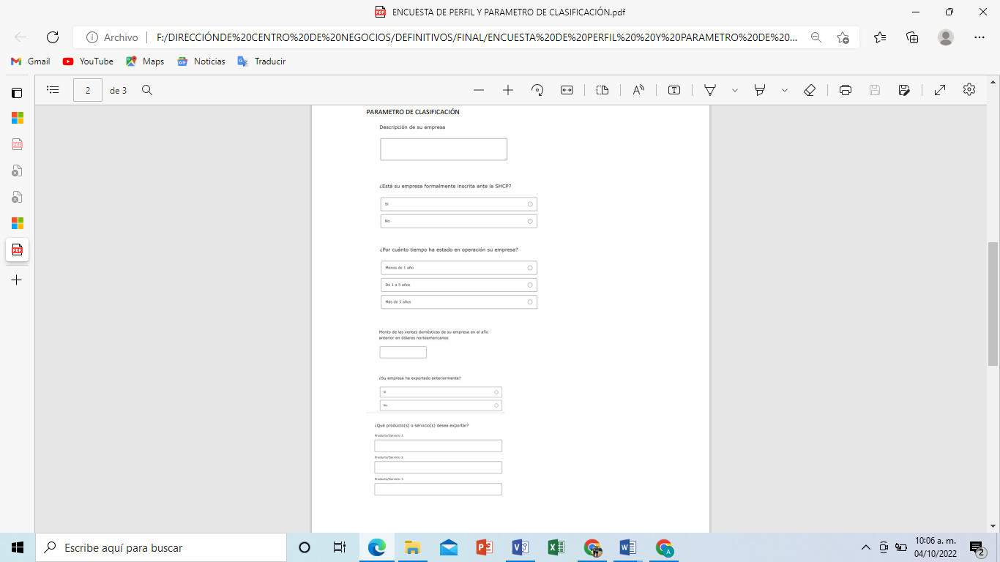 ENCUESTA DE PERFIL Y PARAMETRO DE CLASIFICACIÓN.pdf
Archivo
F:/DIRECCIÓNDE%20CENTRO%20DE%20NEGOCIOS/DEFINITIVOS/FINAL/ENCUESTA%20DE%20PERFIL%20%20Y%20PARAMETRO%20DE%20...
Gmail
YouTube
Maps
Noticias
Traducir
2 de 3
PARAMETRO DE CLASIFICACIÓN
Descripción de su empresa
¿Está su empresa formalmente inscrita ante la SHCP?
Sí
No
¿Por cuánto tiempo ha estado en operación su empresa?
Menos de 1 año
De 1 a 5 años
Más de 5 años
Monto de las ventas domésticas de su empresa en el año
anterior en dólares norteamericanos
¿Su empresa ha exportado anteriormente?
Sí
No
¿Qué producto(s) o servicio(s) desea exportar?
Producto/Servicio 1
Producto/Servicio 2
Producto/Servicio 3
Escribe aquí para buscar
10:06 a. m.
04/10/2022
2